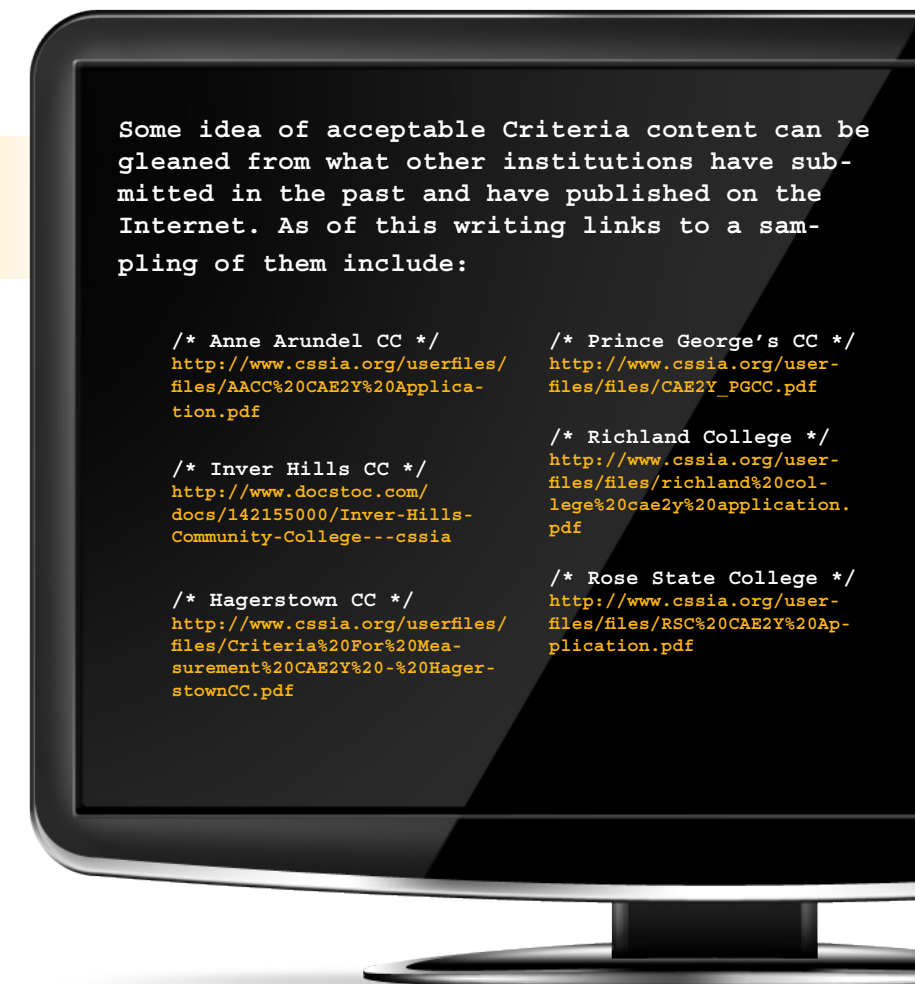 Some idea of acceptable Criteria content can be
gleaned from what other institutions have sub-
mitted in the past and have published on the
Internet. As of this writing links to a sam-
pling of them include:
/* Anne Arundel CC */
http://www.cssia.org/userfiles/
files/AACC%20CAE2Y%20Applica-
tion.pdf
/* Inver Hills CC */
http://www.docstoc.com/
docs/142155000/Inver-Hills-
Community-College---cssia
/* Hagerstown CC */
http://www.cssia.org/userfiles/
files/Criteria%20For%20Mea-
surement%20CAE2Y%20-%20Hager-
stownCC.pdf
/* Prince George’s CC */
http://www.cssia.org/user-
files/files/CAE2Y_PGCC.pdf
/* Richland College */
http://www.cssia.org/user-
files/files/richland%20col-
lege%20cae2y%20application.
pdf
/* Rose State College */
http://www.cssia.org/user-
files/files/RSC%20CAE2Y%20Ap-
plication.pdf